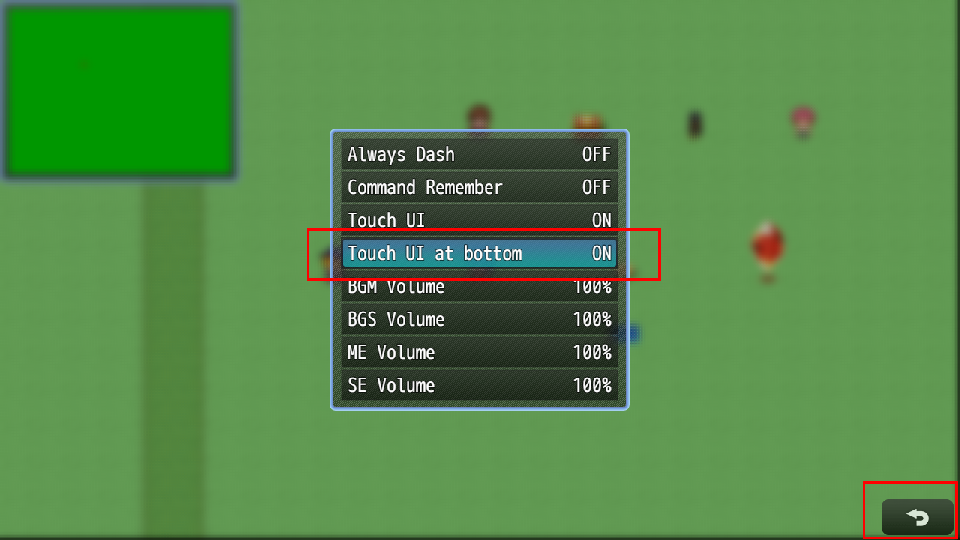 Always Dash OFF
Command Remember OFF
Touch UI ON
Touch UI at bottom ON
BGM Volume 100%
BGS Volume 100%
ME Volume 100%
SE Volume 100%